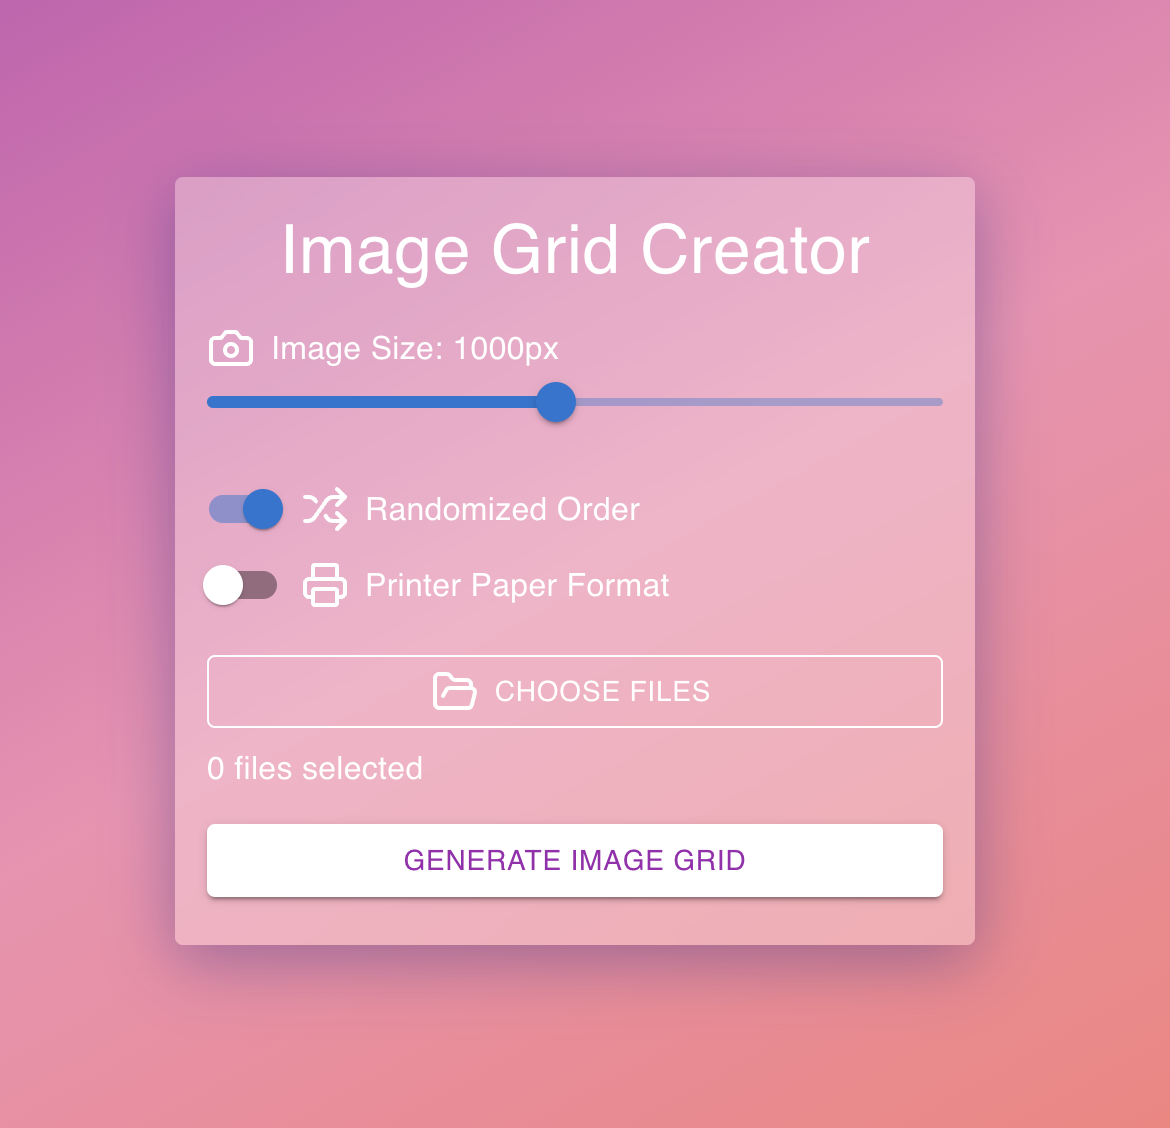 Image Grid Creator
Image Size: 1000px
Randomized Order
Printer Paper Format
CHOOSE FILES
0 files selected
GENERATE IMAGE GRID